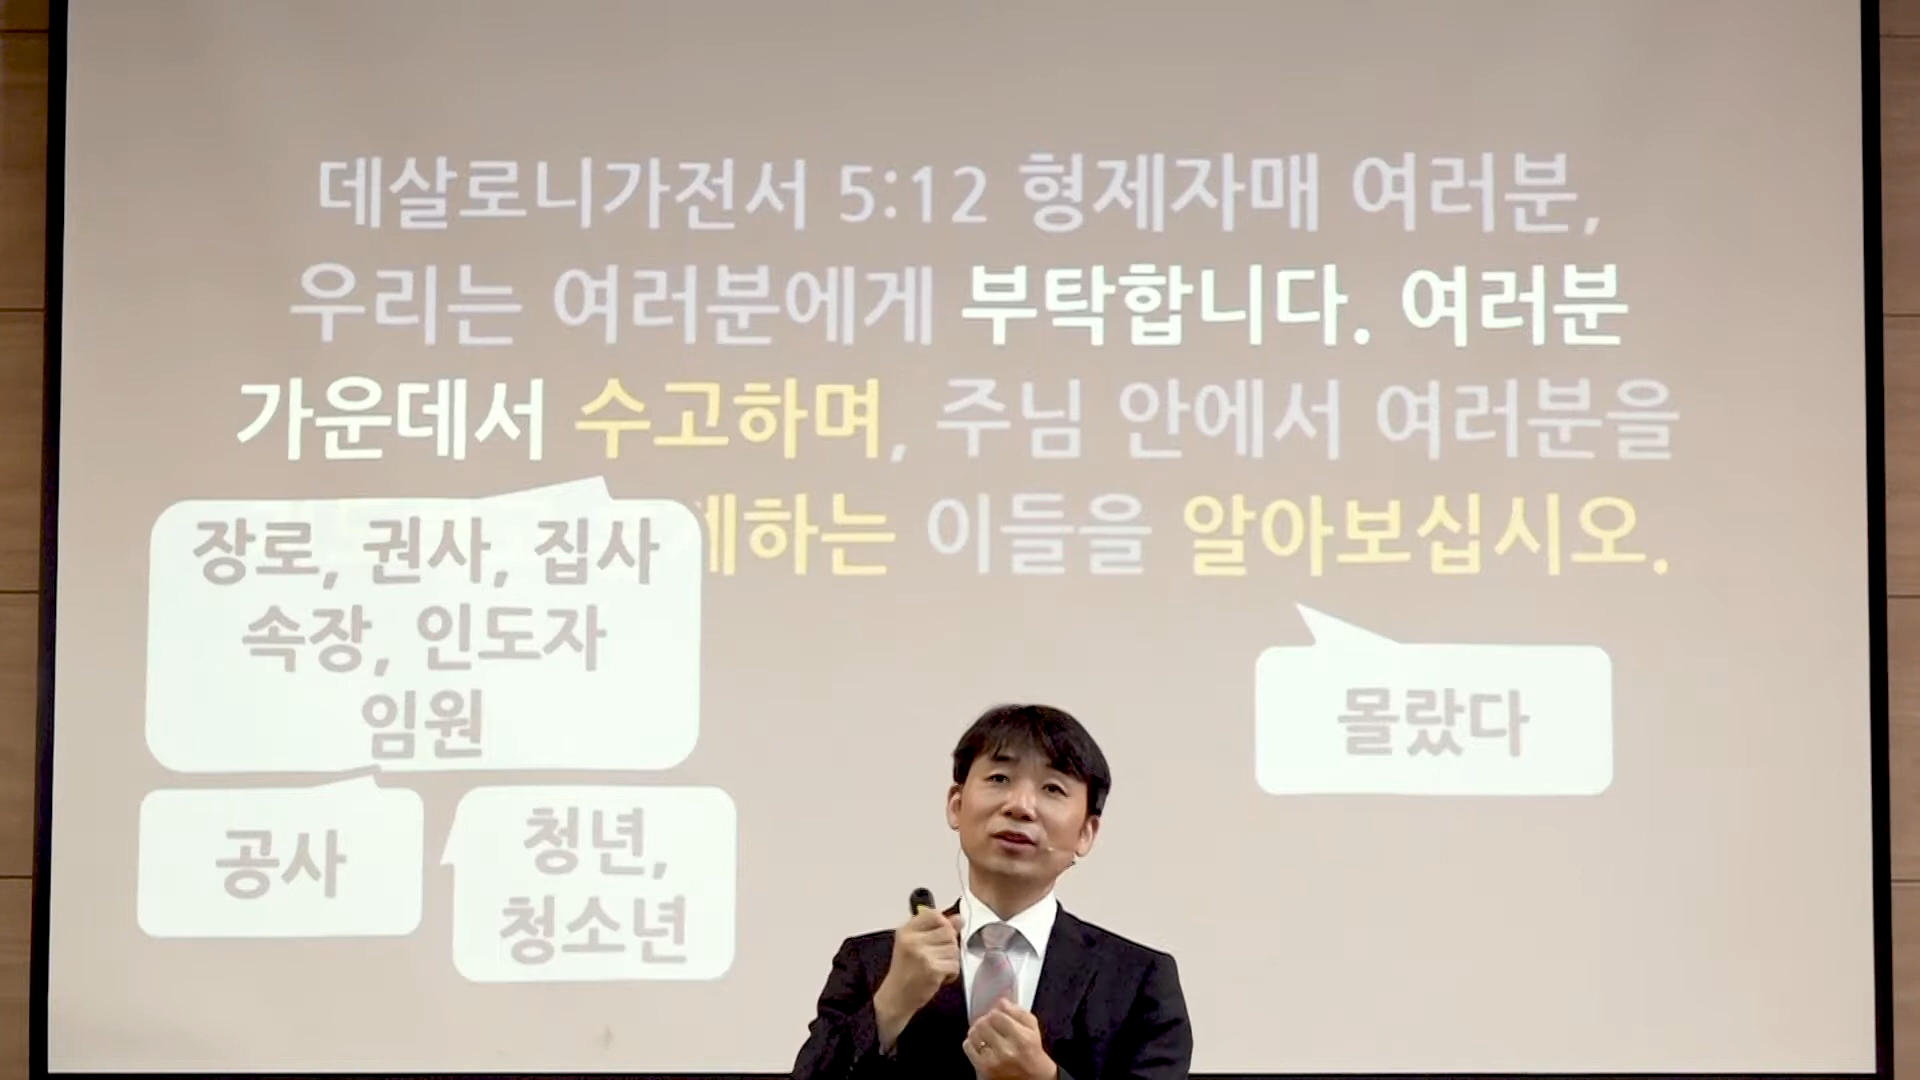 데살로니가전서 5:12 형제자매 여러분,
우리는 여러분에게 부탁합니다. 여러분
가운데서 수고하며, 주님 안에서 여러분을
이들을 알아보십시오.
장로, 권사, 집사
속장, 인도자
임원
몰랐다
공사
청년,
청소년